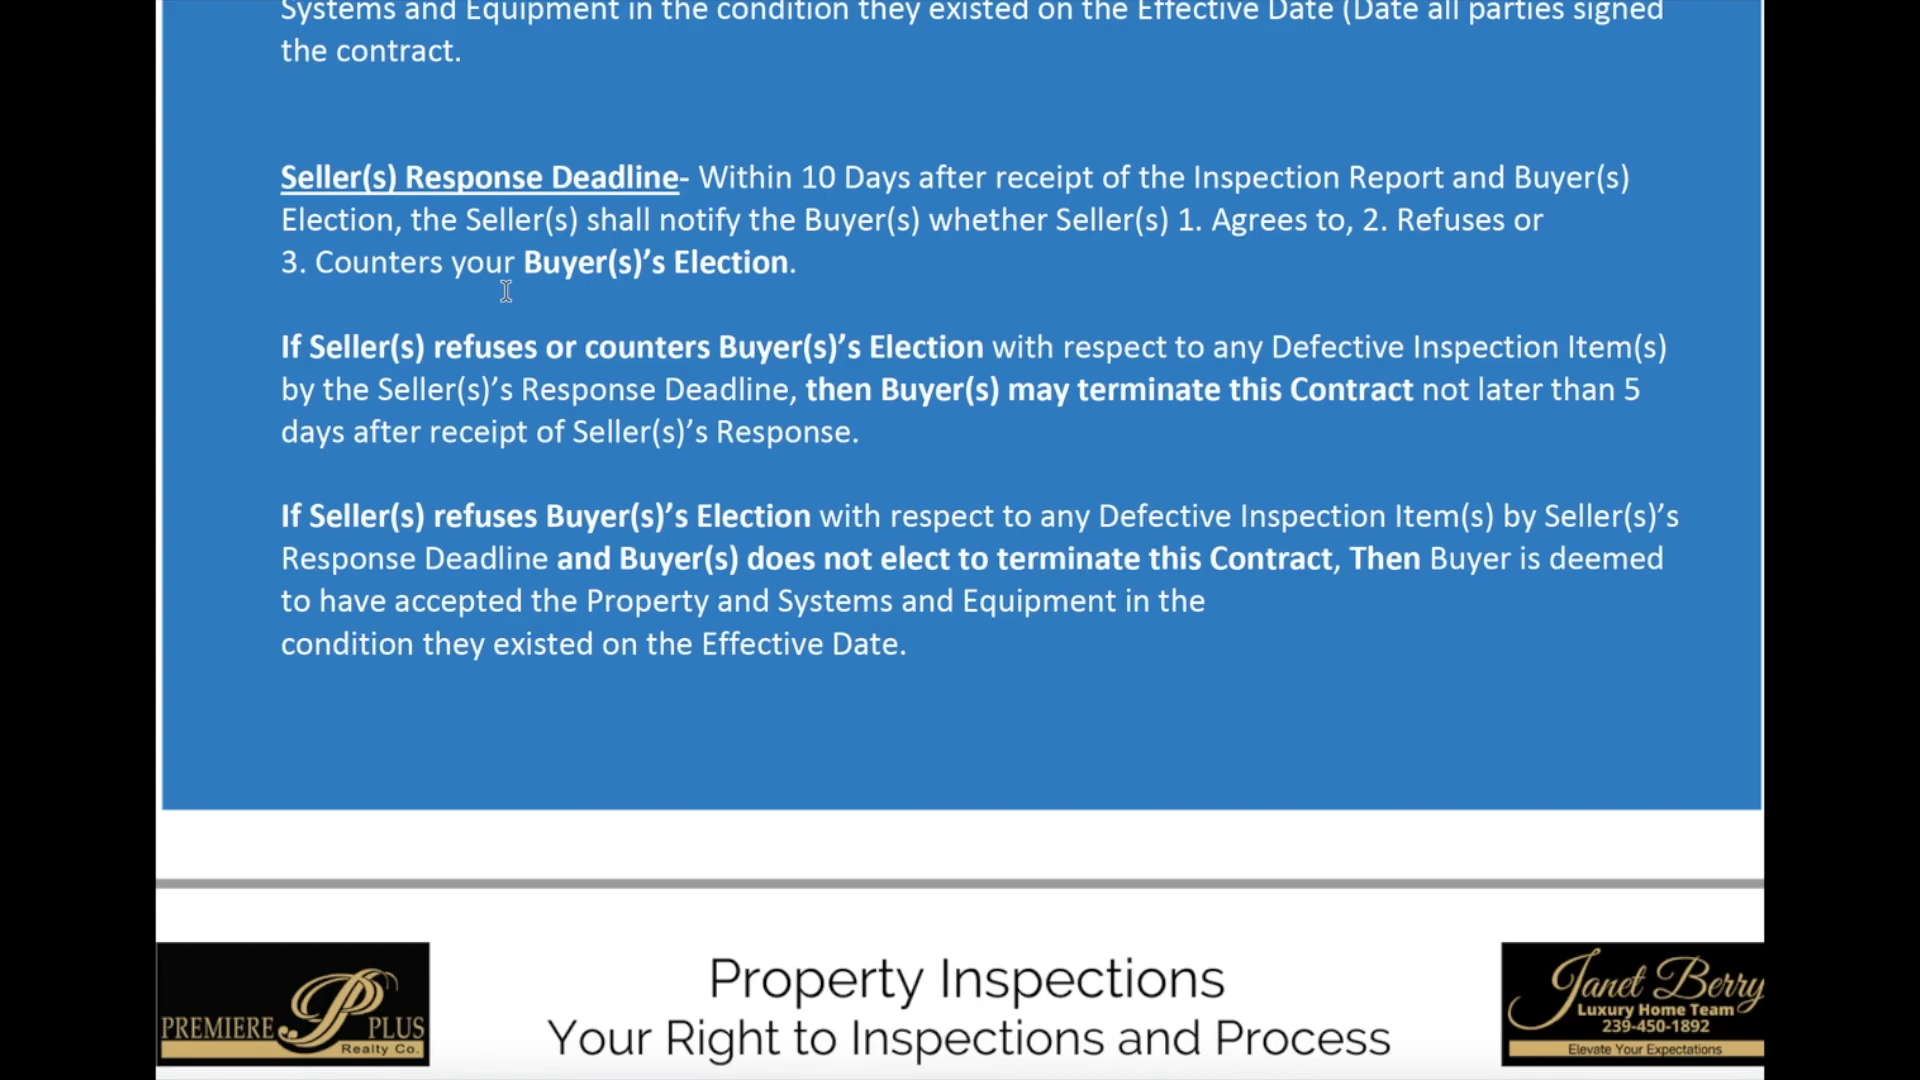 Systems and Equipment in the condition they existed on the Effective Date (Date all parties signed
the contract.
Seller(s) Response Deadline- Within 10 Days after receipt of the Inspection Report and Buyer(s)
Election, the Seller(s) shall notify the Buyer(s) whether Seller(s) 1. Agrees to, 2. Refuses or
3. Counters your Buyer(s)’s Election.
If Seller(s) refuses or counters Buyer(s)’s Election with respect to any Defective Inspection Item(s)
by the Seller(s)’s Response Deadline, then Buyer(s) may terminate this Contract not later than 5
days after receipt of Seller(s)’s Response.
If Seller(s) refuses Buyer(s)’s Election with respect to any Defective Inspection Item(s) by Seller(s)’s
Response Deadline and Buyer(s) does not elect to terminate this Contract, Then Buyer is deemed
to have accepted the Property and Systems and Equipment in the
condition they existed on the Effective Date.
PREMIERE PLUS
Realty Co.
Property Inspections
Your Right to Inspections and Process
Janet Berry
Luxury Home Team
239-450-1892
Elevate Your Expectations